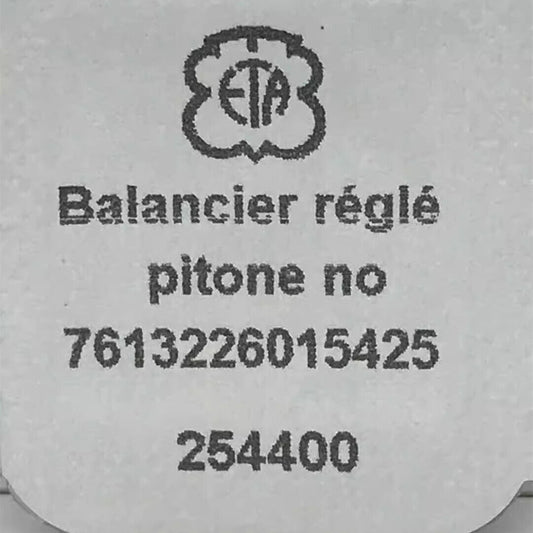 ETA
Balancier réglé
pitone no
7613226015425
254400